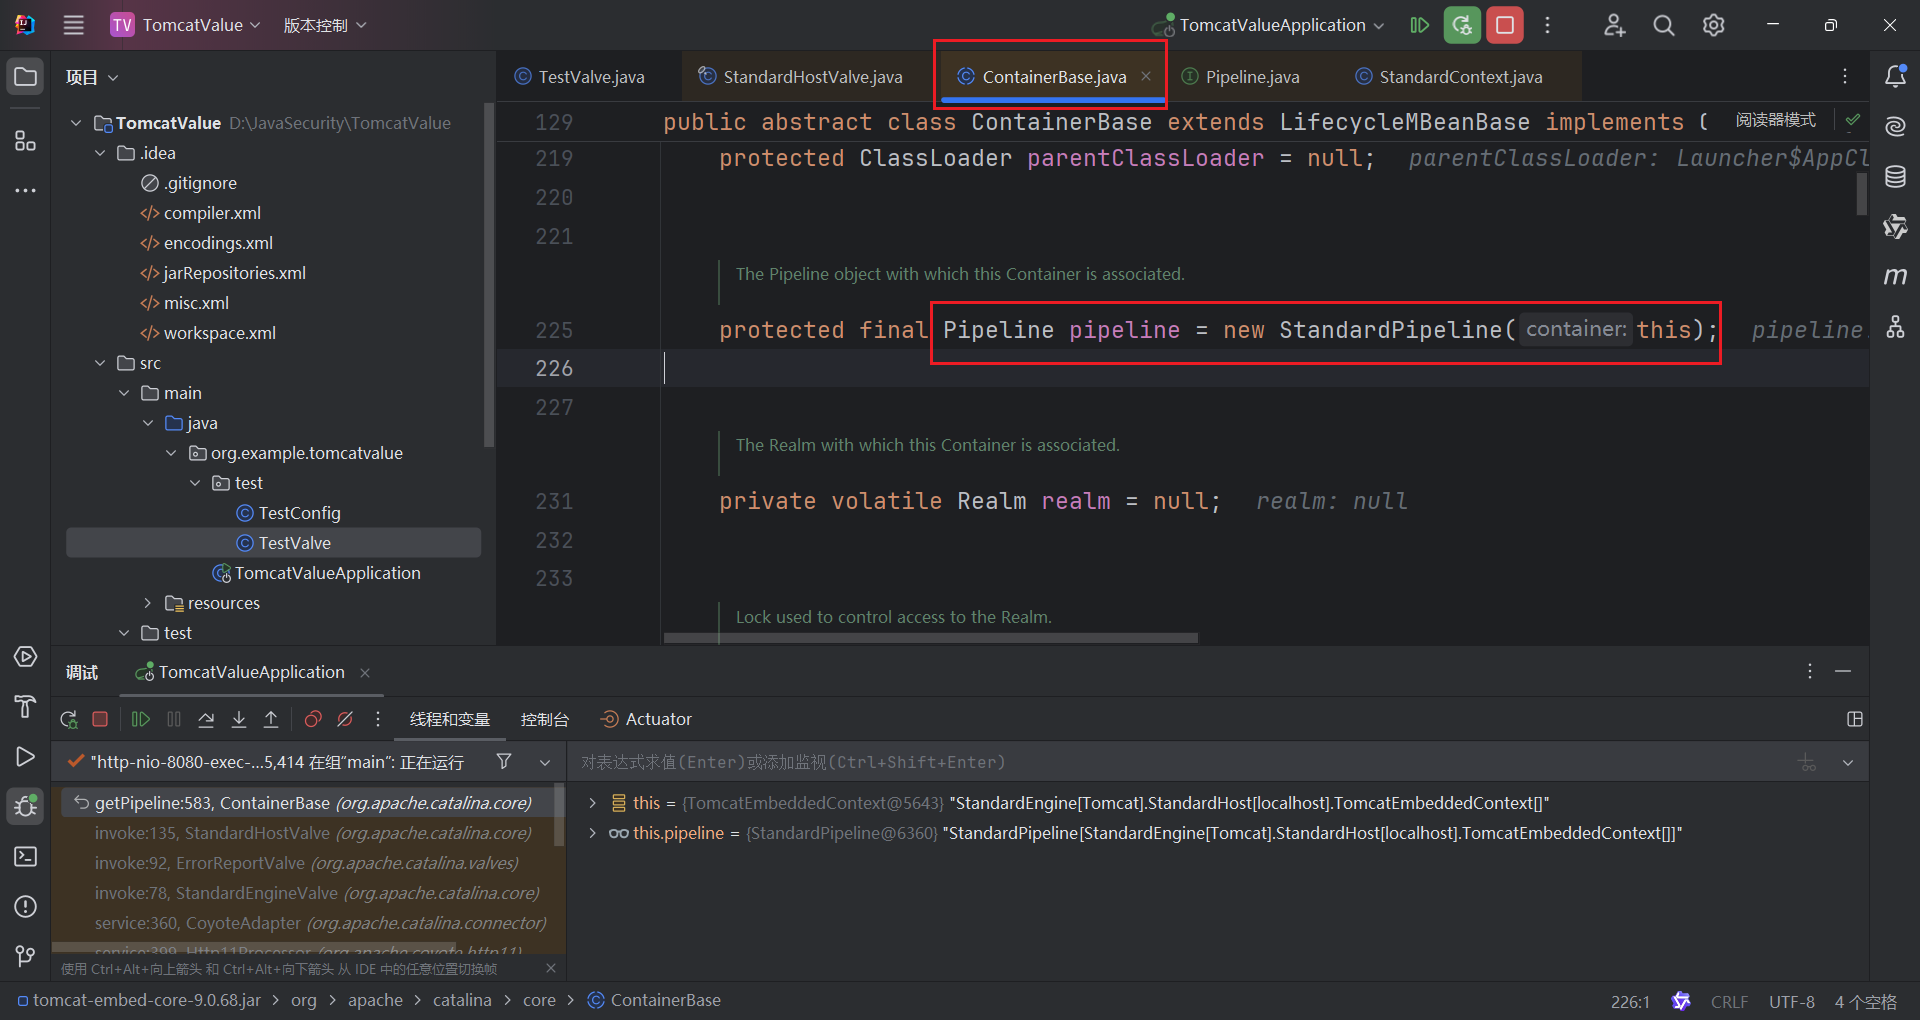 TV TomcatValue 版本控制 TomcatValueApplication
项目
TomcatValue D:\JavaSecurity\TomcatValue
.idea
.gitignore
compiler.xml
encodings.xml
jarRepositories.xml
misc.xml
workspace.xml
src
main
java
org.example.tomcatvalue
test
TestConfig
TestValve
TomcatValueApplication
resources
test
TestValve.java StandardHostValve.java ContainerBase.java Pipeline.java StandardContext.java
129 public abstract class ContainerBase extends LifecycleMBeanBase implements 阅读器模式
219 protected ClassLoader parentClassLoader = null; parentClassLoader: Launcher$AppCl
220
221
The Pipeline object with which this Container is associated.
225 protected final Pipeline pipeline = new StandardPipeline( container: this); pipeline:
226
227
The Realm with which this Container is associated.
231 private volatile Realm realm = null; realm: null
232
233
Lock used to control access to the Realm.
调试 TomcatValueApplication
线程和变量 控制台 Actuator
"http-nio-8080-exec-...5,414 在组"main": 正在运行
getPipeline:583, ContainerBase (org.apache.catalina.core)
invoke:135, StandardHostValve (org.apache.catalina.core)
invoke:92, ErrorReportValve (org.apache.catalina.valves)
invoke:78, StandardEngineValve (org.apache.catalina.core)
service:360, CoyoteAdapter (org.apache.catalina.connector)
service:399, Http11Processor (org.apache.coyote.http11)
使用 Ctrl+Alt+向上箭头 和 Ctrl+Alt+向下箭头 从 IDE 中的任意位置切换帧
对表达式求值(Enter)或添加监视(Ctrl+Shift+Enter)
this = {TomcatEmbeddedContext@5643} "StandardEngine[Tomcat].StandardHost[localhost].TomcatEmbeddedContext[]"
this.pipeline = {StandardPipeline@6360} "StandardPipeline[StandardEngine[Tomcat].StandardHost[localhost].TomcatEmbeddedContext[]]"
tomcat-embed-core-9.0.68.jar > org > apache > catalina > core > ContainerBase
226:1 CRLF UTF-8 4 个空格